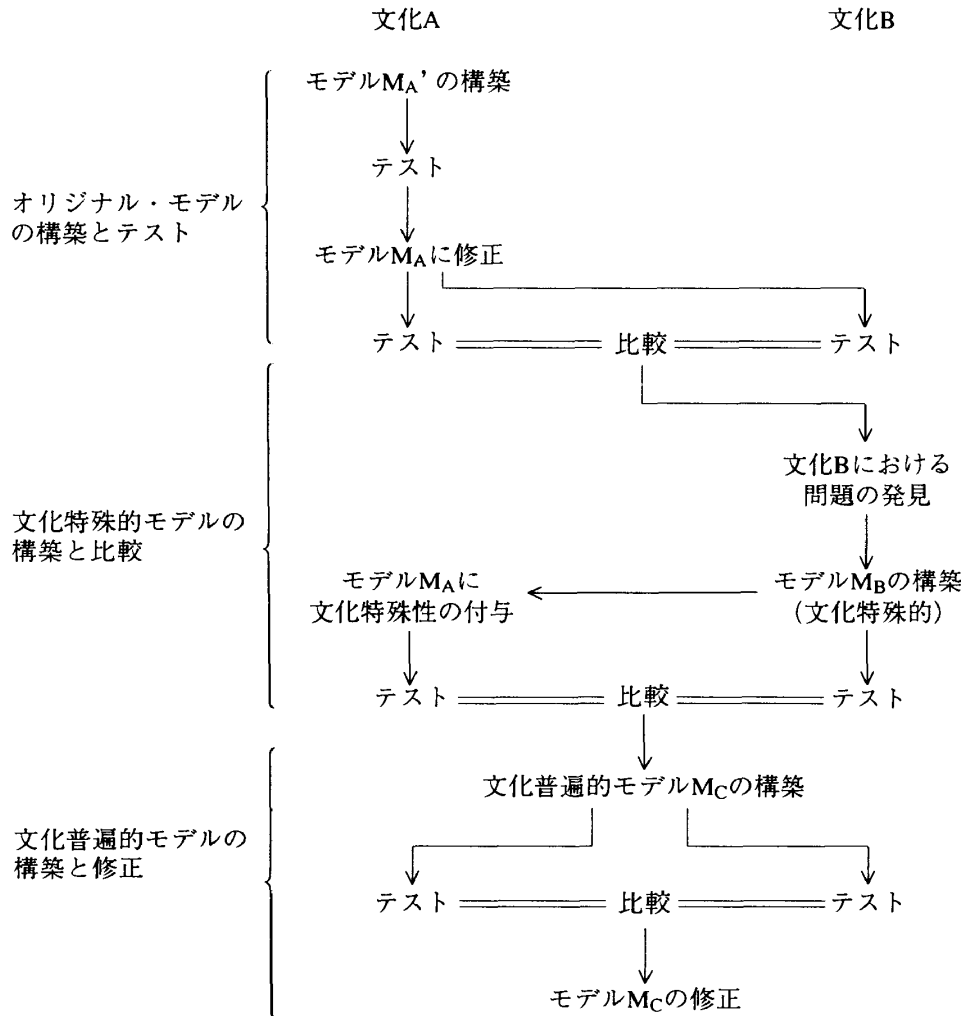 文化A 文化B
モデルMA’の構築
テスト
オリジナル・モデル
の構築とテスト
モデルMAに修正
テスト 比較 テスト
文化Bにおける
問題の発見
文化特殊的モデルの
構築と比較
モデルMAに
文化特殊性の付与
モデルMBの構築
(文化特殊的)
テスト 比較 テスト
文化普遍的モデルMCの構築
文化普遍的モデルの
構築と修正
テスト 比較 テスト
モデルMCの修正